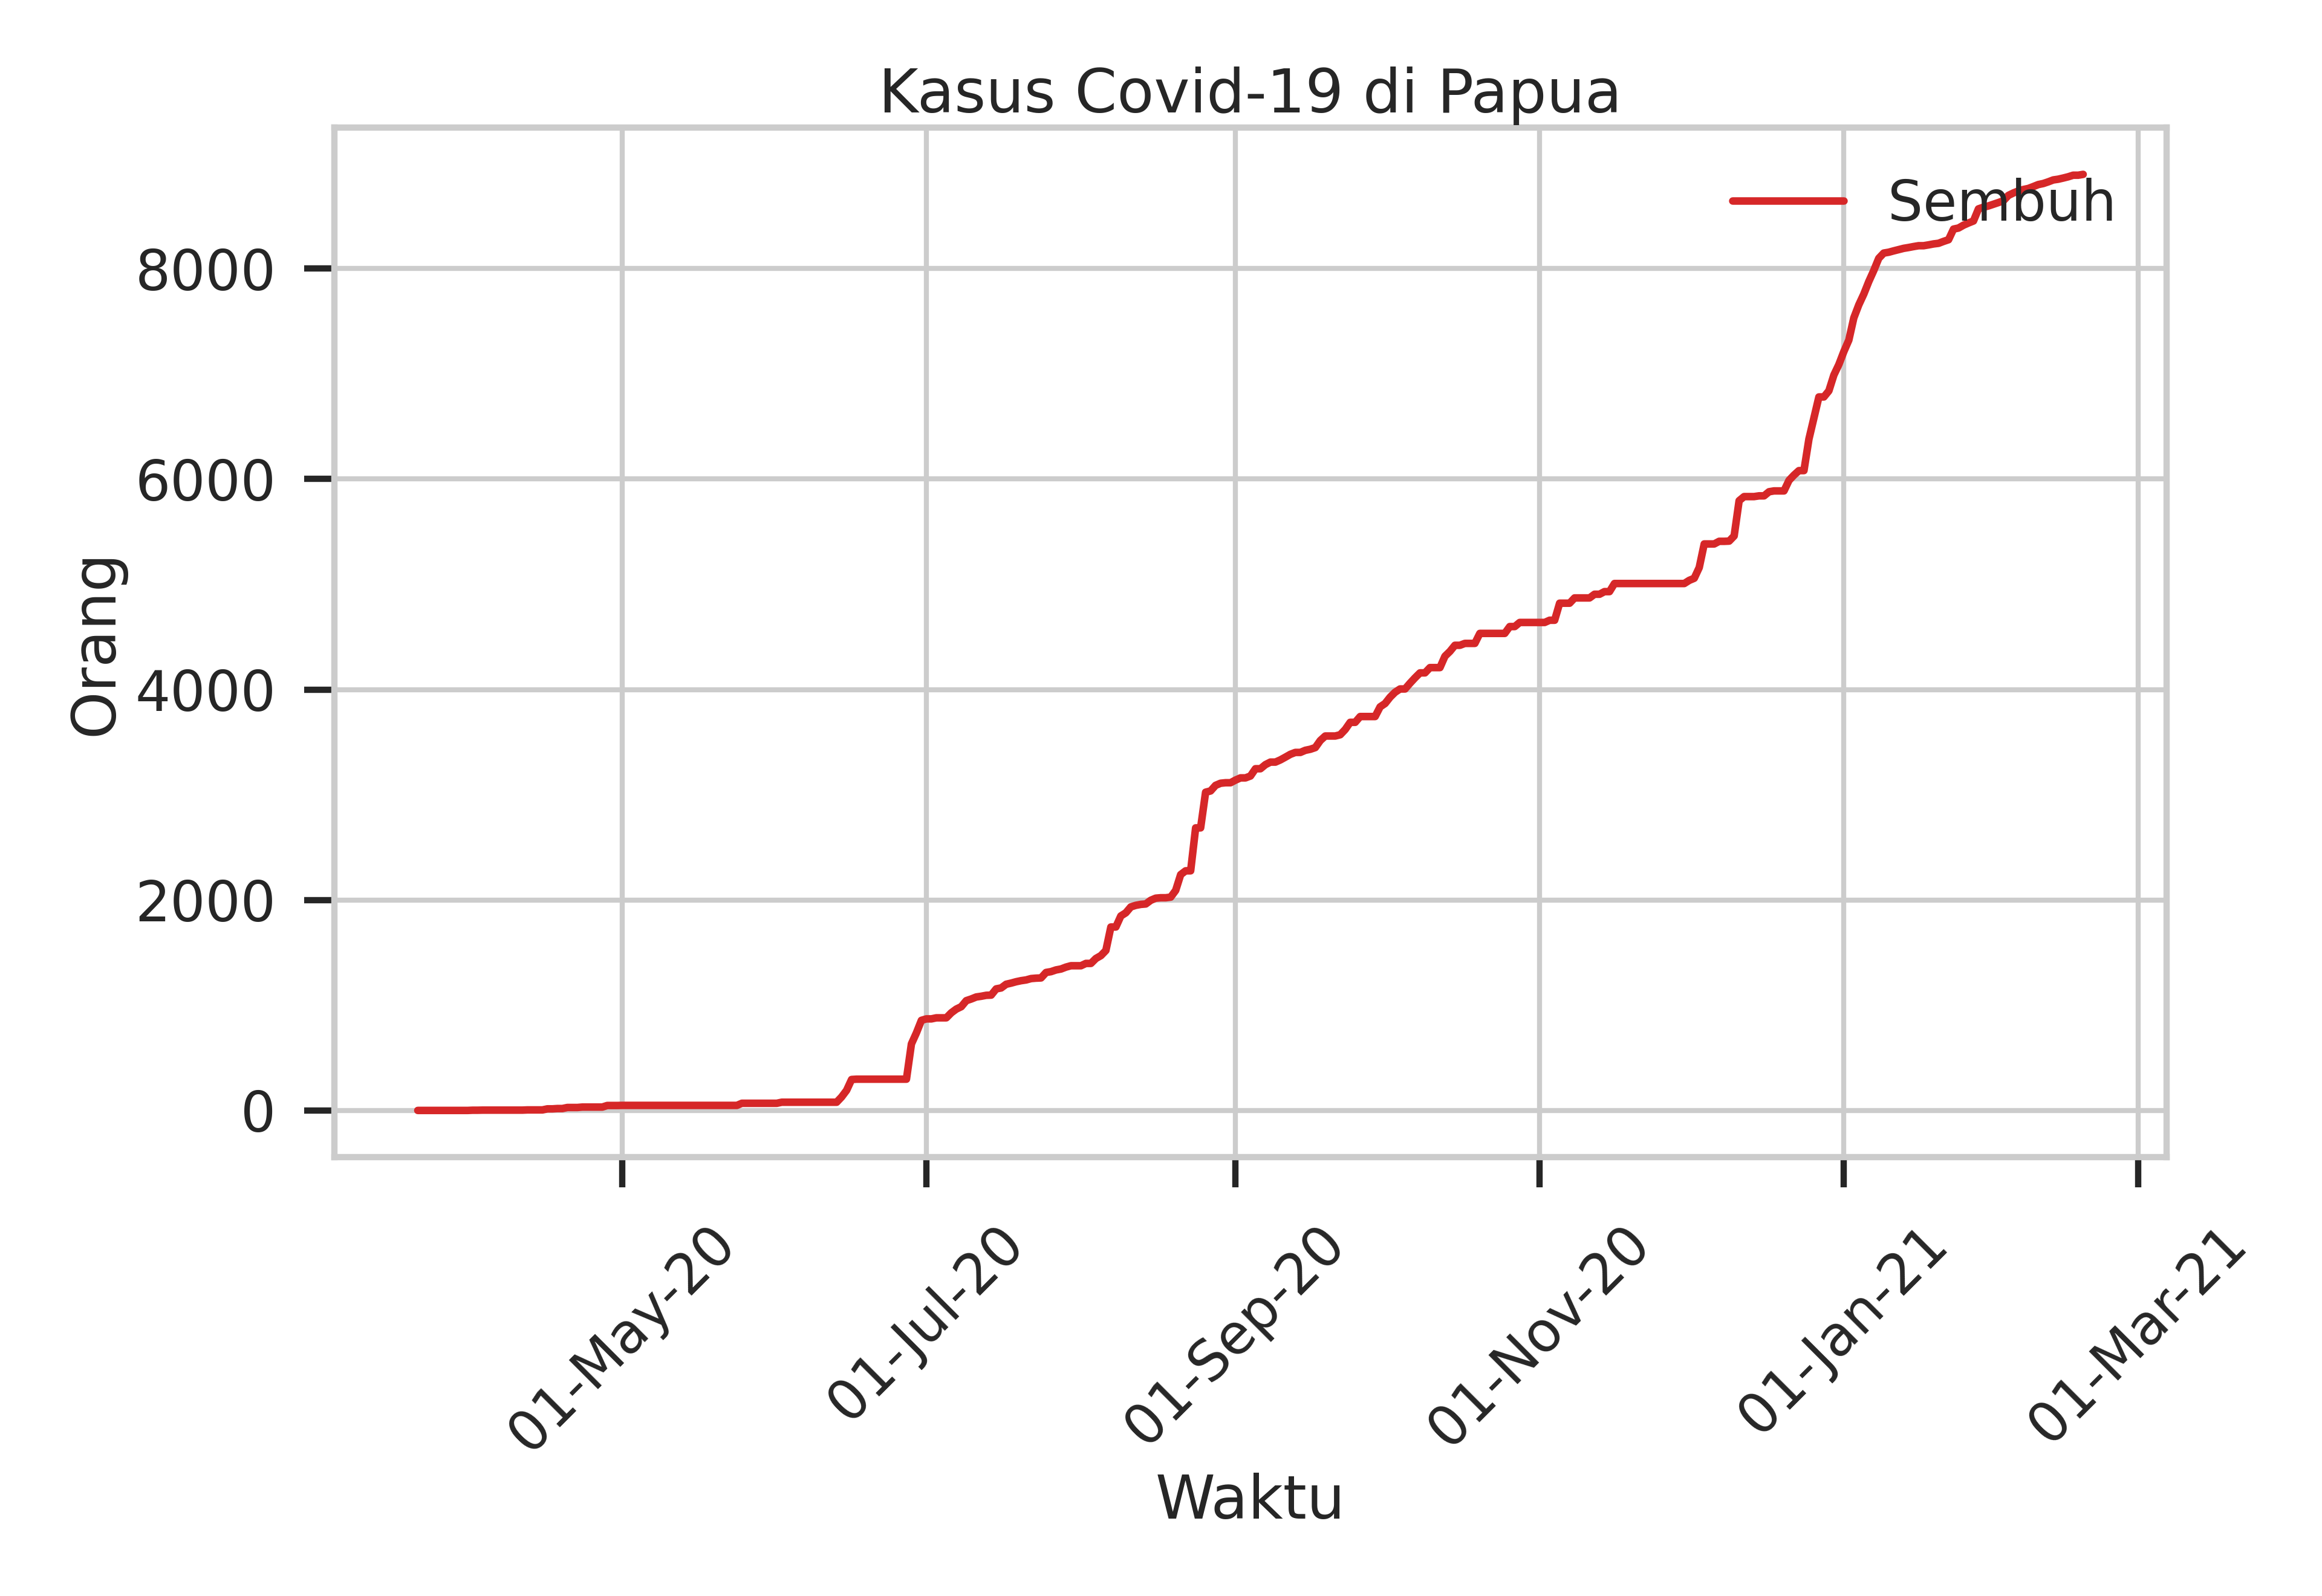 Kasus Covid-19 di Papua
Sembuh
8000
6000
4000
2000
0
Orang
01-May-20
01-Jul-20
01-Sep-20
01-Nov-20
01-Jan-21
01-Mar-21
Waktu